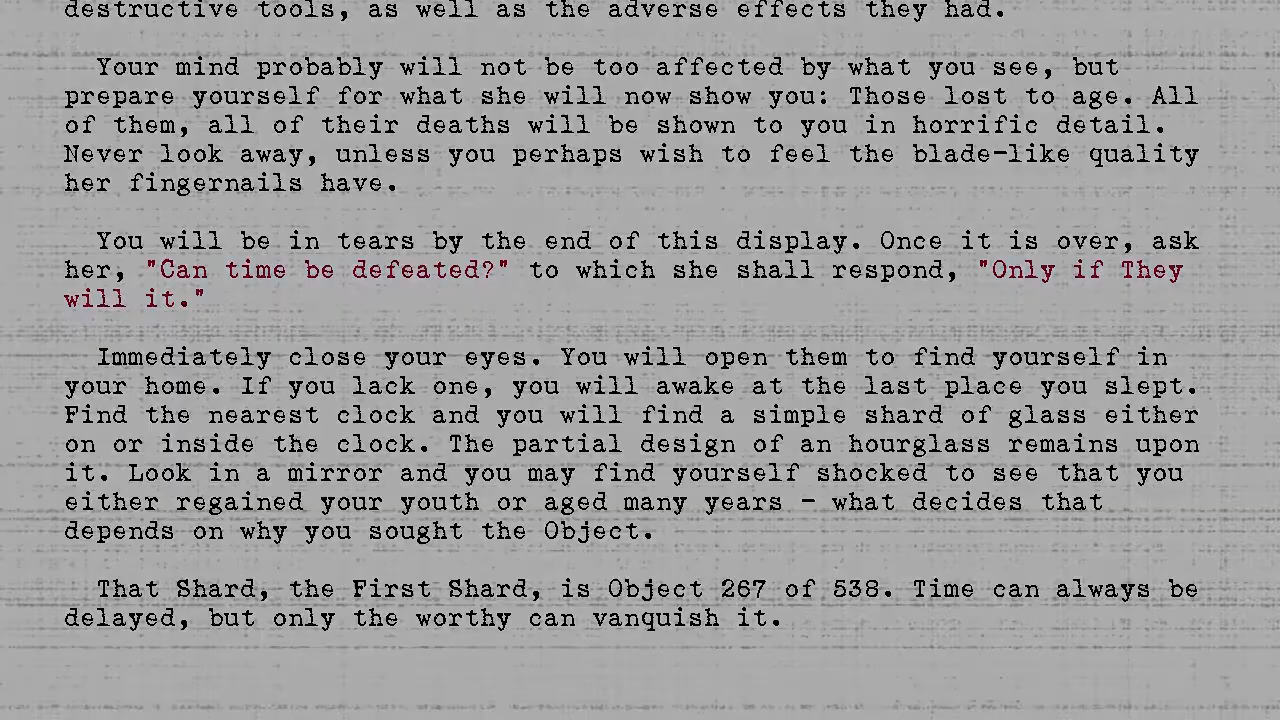 destructive tools, as well as the adverse effects they had.
Your mind probably will not be too affected by what you see, but
prepare yourself for what she will now show you: Those lost to age. All
of them, all of their deaths will be shown to you in horrific detail.
Never look away, unless you perhaps wish to feel the blade-like quality
her fingernails have.
You will be in tears by the end of this display. Once it is over, ask
her, "Can time be defeated?" to which she shall respond, "Only if They
will it."
Immediately close your eyes. You will open them to find yourself in
your home. If you lack one, you will awake at the last place you slept.
Find the nearest clock and you will find a simple shard of glass either
on or inside the clock. The partial design of an hourglass remains upon
it. Look in a mirror and you may find yourself shocked to see that you
either regained your youth or aged many years - what decides that
depends on why you sought the Object.
That Shard, the First Shard, is Object 267 of 538. Time can always be
delayed, but only the worthy can vanquish it.